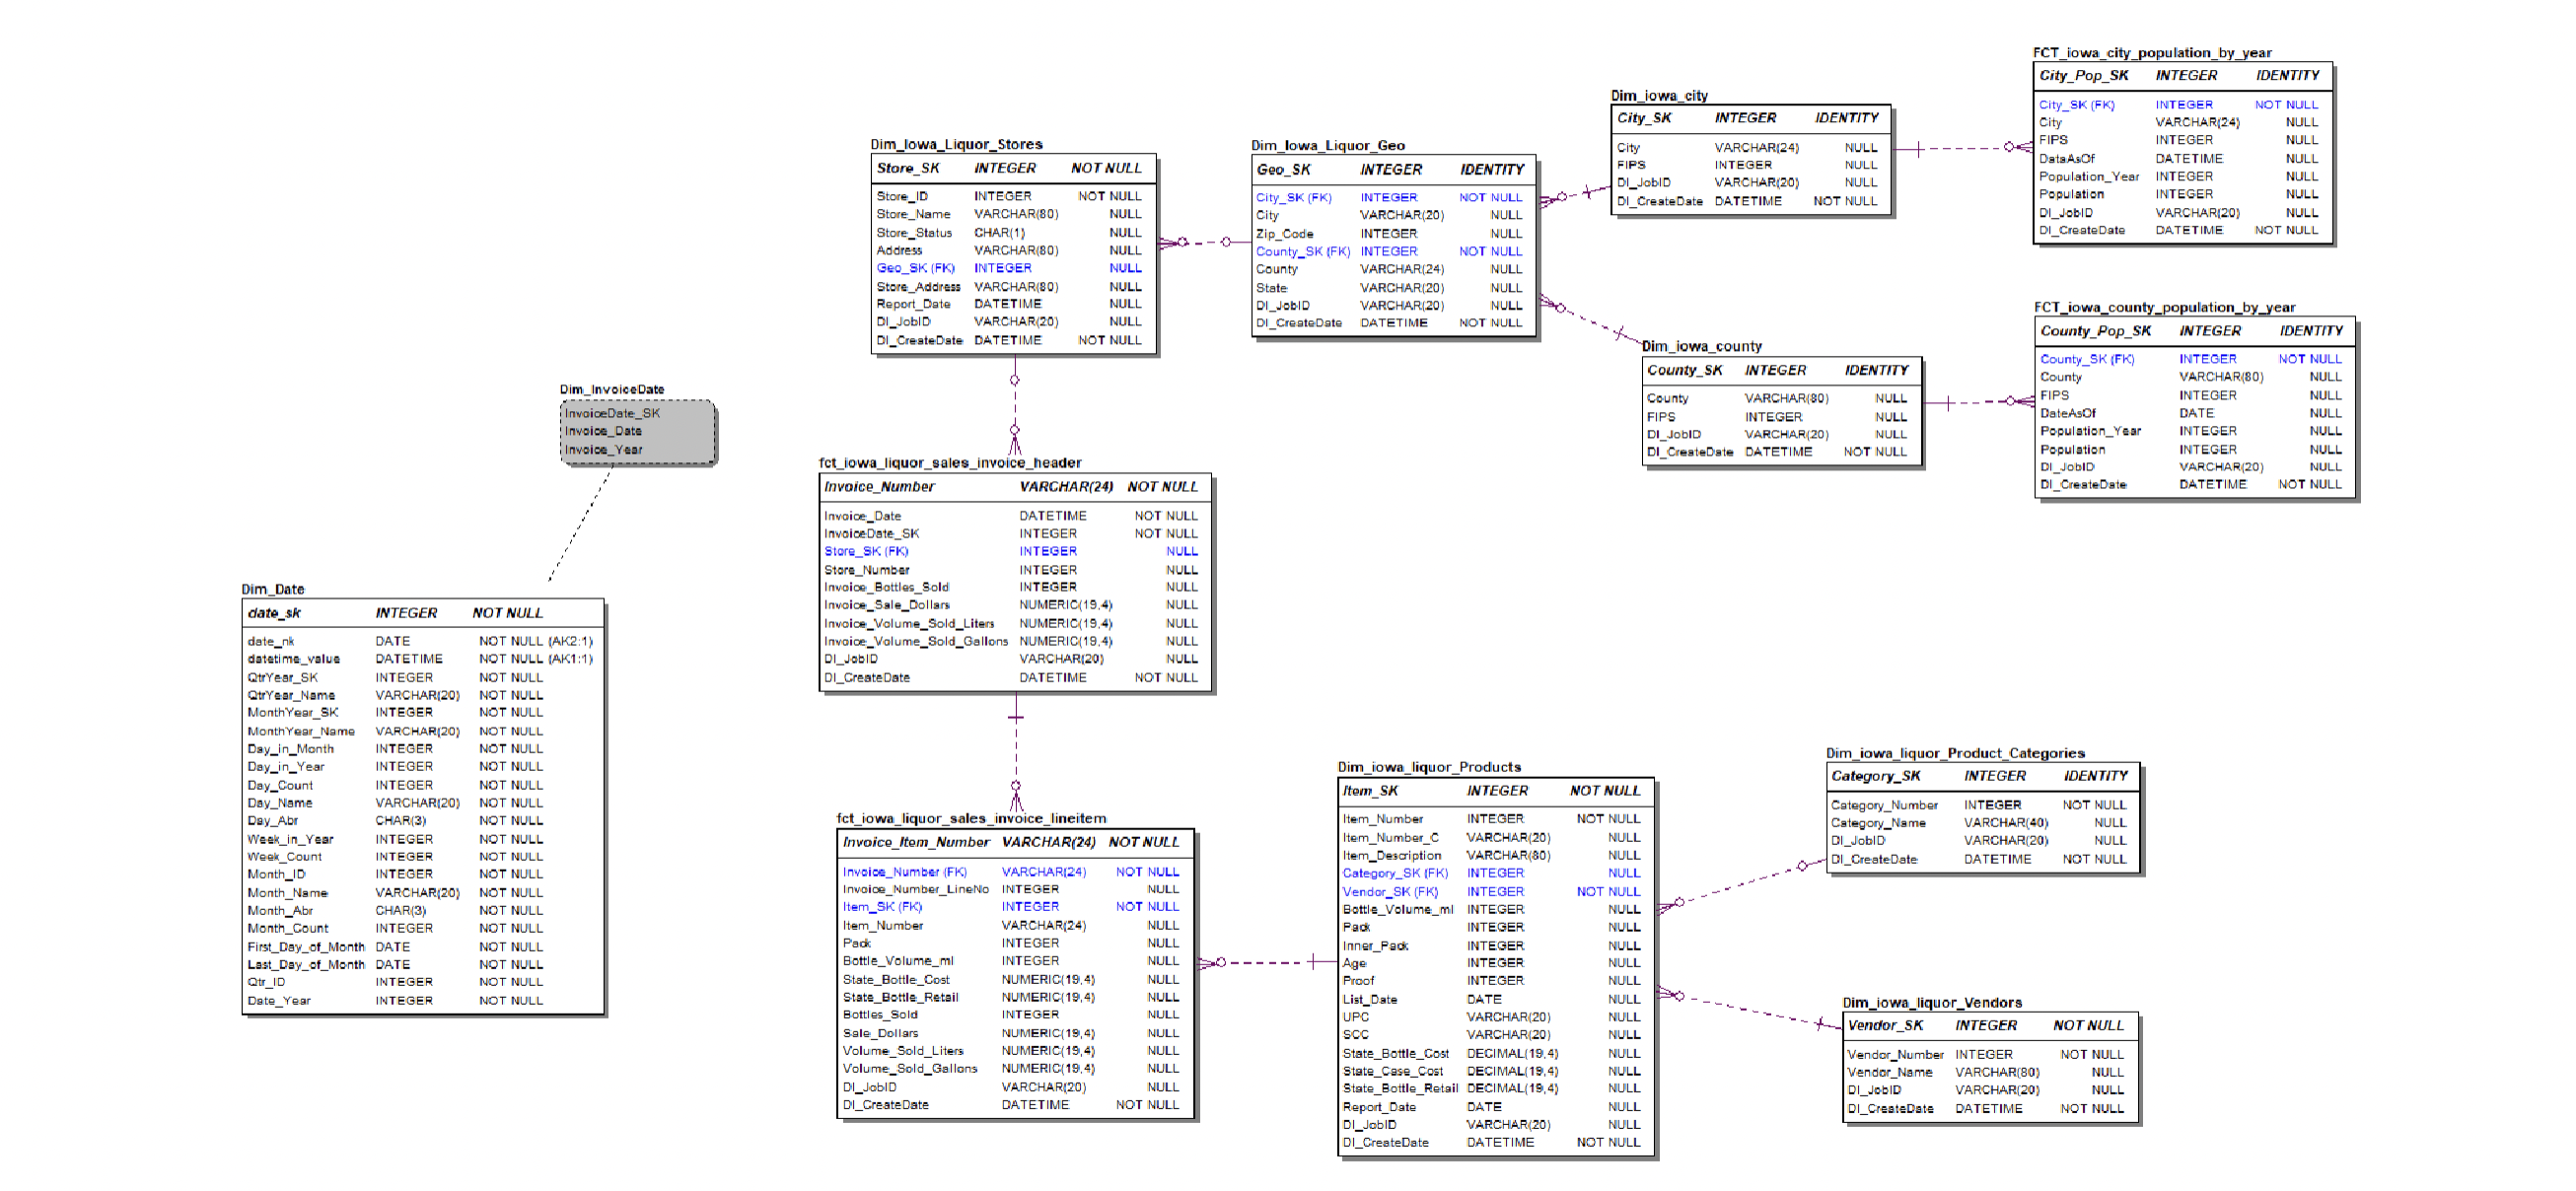 FCT_iowa_city_population_by_year
City_Pop_SK INTEGER IDENTITY
City_SK (FK) INTEGER NOT NULL
City VARCHAR(24) NULL
FIPS INTEGER NULL
DataAsOf DATETIME NULL
Population_Year INTEGER NULL
Population INTEGER NULL
DI_JobID VARCHAR(20) NULL
DI_CreateDate DATETIME NOT NULL
Dim_iowa_city
City_SK INTEGER IDENTITY
City VARCHAR(24) NULL
FIPS INTEGER NULL
DI_JobID VARCHAR(20) NULL
DI_CreateDate DATETIME NOT NULL
Dim_Iowa_Liquor_Stores
Store_SK INTEGER NOT NULL
Store_ID INTEGER NOT NULL
Store_Name VARCHAR(80) NULL
Store_Status CHAR(1) NULL
Address VARCHAR(80) NULL
Geo_SK (FK) INTEGER NULL
Store_Address VARCHAR(80) NULL
Report_Date DATETIME NULL
DI_JobID VARCHAR(20) NULL
DI_CreateDate DATETIME NOT NULL
Dim_Iowa_Liquor_Geo
Geo_SK INTEGER IDENTITY
City_SK (FK) INTEGER NOT NULL
City VARCHAR(20) NULL
Zip_Code INTEGER NULL
County_SK (FK) INTEGER NOT NULL
County VARCHAR(24) NULL
State VARCHAR(20) NULL
DI_JobID VARCHAR(20) NULL
DI_CreateDate DATETIME NOT NULL
FCT_iowa_county_population_by_year
County_Pop_SK INTEGER IDENTITY
County_SK (FK) INTEGER NOT NULL
County VARCHAR(80) NULL
FIPS INTEGER NULL
DateAsOf DATE NULL
Population_Year INTEGER NULL
Population INTEGER NULL
DI_JobID VARCHAR(20) NULL
DI_CreateDate DATETIME NOT NULL
Dim_iowa_county
County_SK INTEGER IDENTITY
County VARCHAR(80) NULL
FIPS INTEGER NULL
DI_JobID VARCHAR(20) NULL
DI_CreateDate DATETIME NOT NULL
Dim_InvoiceDate
InvoiceDate_SK
Invoice_Date
Invoice_Year
fct_iowa_liquor_sales_invoice_header
Invoice_Number VARCHAR(24) NOT NULL
Invoice_Date DATETIME NOT NULL
InvoiceDate_SK INTEGER NOT NULL
Store_SK (FK) INTEGER NULL
Store_Number INTEGER NULL
Invoice_Bottles_Sold INTEGER NULL
Invoice_Sale_Dollars NUMERIC(19,4) NULL
Invoice_Volume_Sold_Liters NUMERIC(19,4) NULL
Invoice_Volume_Sold_Gallons NUMERIC(19,4) NULL
DI_JobID VARCHAR(20) NULL
DI_CreateDate DATETIME NOT NULL
Dim_Date
date_sk INTEGER NOT NULL
date_nk DATE NOT NULL (AK2:1)
datetime_value DATETIME NOT NULL (AK1:1)
QtrYear_SK INTEGER NOT NULL
QtrYear_Name VARCHAR(20) NOT NULL
MonthYear_SK INTEGER NOT NULL
MonthYear_Name VARCHAR(20) NOT NULL
Day_in_Month INTEGER NOT NULL
Day_in_Year INTEGER NOT NULL
Day_Count INTEGER NOT NULL
Day_Name VARCHAR(20) NOT NULL
Day_Abr CHAR(3) NOT NULL
Week_in_Year INTEGER NOT NULL
Week_Count INTEGER NOT NULL
Month_ID INTEGER NOT NULL
Month_Name VARCHAR(20) NOT NULL
Month_Abr CHAR(3) NOT NULL
Month_Count INTEGER NOT NULL
First_Day_of_Month DATE NOT NULL
Last_Day_of_Month DATE NOT NULL
Qtr_ID INTEGER NOT NULL
Date_Year INTEGER NOT NULL
fct_iowa_liquor_sales_invoice_lineitem
Invoice_Item_Number VARCHAR(24) NOT NULL
Invoice_Number (FK) VARCHAR(24) NOT NULL
Invoice_Number_LineNo INTEGER NULL
Item_SK (FK) INTEGER NOT NULL
Item_Number VARCHAR(24) NULL
Pack INTEGER NULL
Bottle_Volume_ml INTEGER NULL
State_Bottle_Cost NUMERIC(19,4) NULL
State_Bottle_Retail NUMERIC(19,4) NULL
Bottles_Sold INTEGER NULL
Sale_Dollars NUMERIC(19,4) NULL
Volume_Sold_Liters NUMERIC(19,4) NULL
Volume_Sold_Gallons NUMERIC(19,4) NULL
DI_JobID VARCHAR(20) NULL
DI_CreateDate DATETIME NOT NULL
Dim_iowa_liquor_Products
Item_SK INTEGER NOT NULL
Item_Number INTEGER NOT NULL
Item_Number_C VARCHAR(20) NULL
Item_Description VARCHAR(80) NULL
Category_SK (FK) INTEGER NULL
Vendor_SK (FK) INTEGER NOT NULL
Bottle_Volume_ml INTEGER NULL
Pack INTEGER NULL
Inner_Pack INTEGER NULL
Age INTEGER NULL
Proof INTEGER NULL
List_Date DATE NULL
UPC VARCHAR(20) NULL
SCC VARCHAR(20) NULL
State_Bottle_Cost DECIMAL(19,4) NULL
State_Case_Cost DECIMAL(19,4) NULL
State_Bottle_Retail DECIMAL(19,4) NULL
Report_Date DATE NULL
DI_JobID VARCHAR(20) NULL
DI_CreateDate DATETIME NOT NULL
Dim_iowa_liquor_Product_Categories
Category_SK INTEGER IDENTITY
Category_Number INTEGER NOT NULL
Category_Name VARCHAR(40) NULL
DI_JobID VARCHAR(20) NULL
DI_CreateDate DATETIME NOT NULL
Dim_iowa_liquor_Vendors
Vendor_SK INTEGER NOT NULL
Vendor_Number INTEGER NOT NULL
Vendor_Name VARCHAR(80) NULL
DI_JobID VARCHAR(20) NULL
DI_CreateDate DATETIME NOT NULL